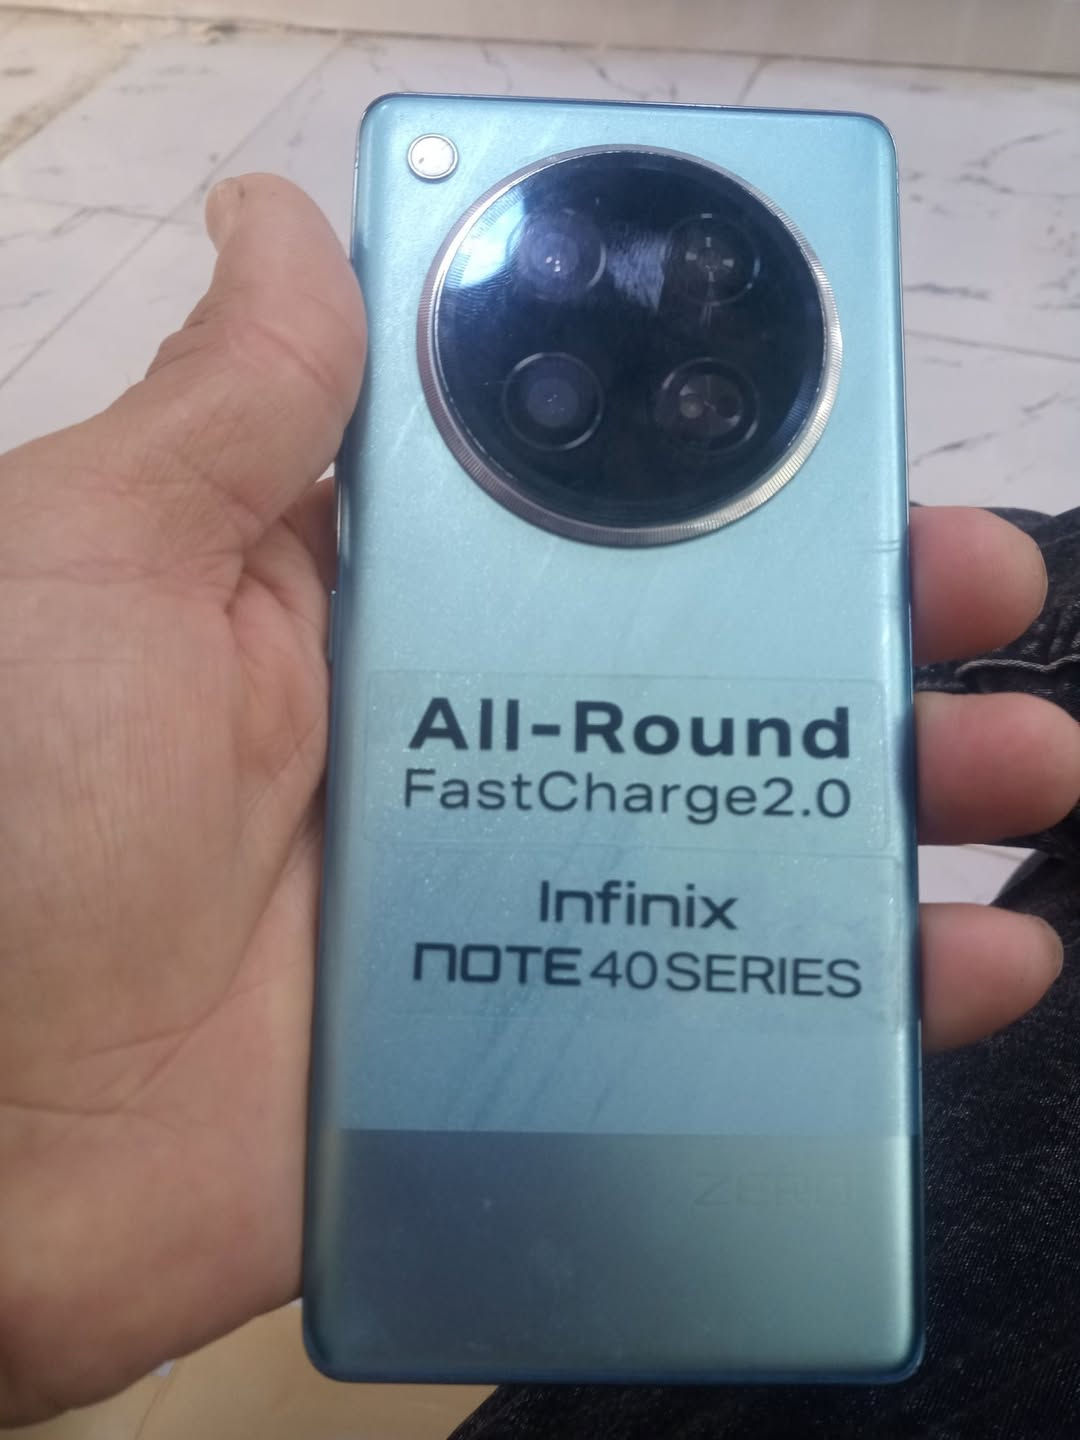 All-Round
FastCharge2.0
Infinix
NOTE 40 SERIES